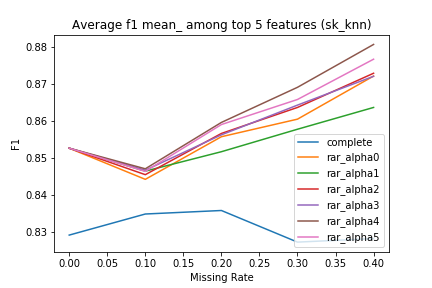 Average f1 mean_ among top 5 features (sk_knn)
0.88
0.87
0.86
0.85
0.84
0.83
F1
complete
rar_alpha0
rar_alpha1
rar_alpha2
rar_alpha3
rar_alpha4
rar_alpha5
0.00 0.05 0.10 0.15 0.20 0.25 0.30 0.35 0.40
Missing Rate